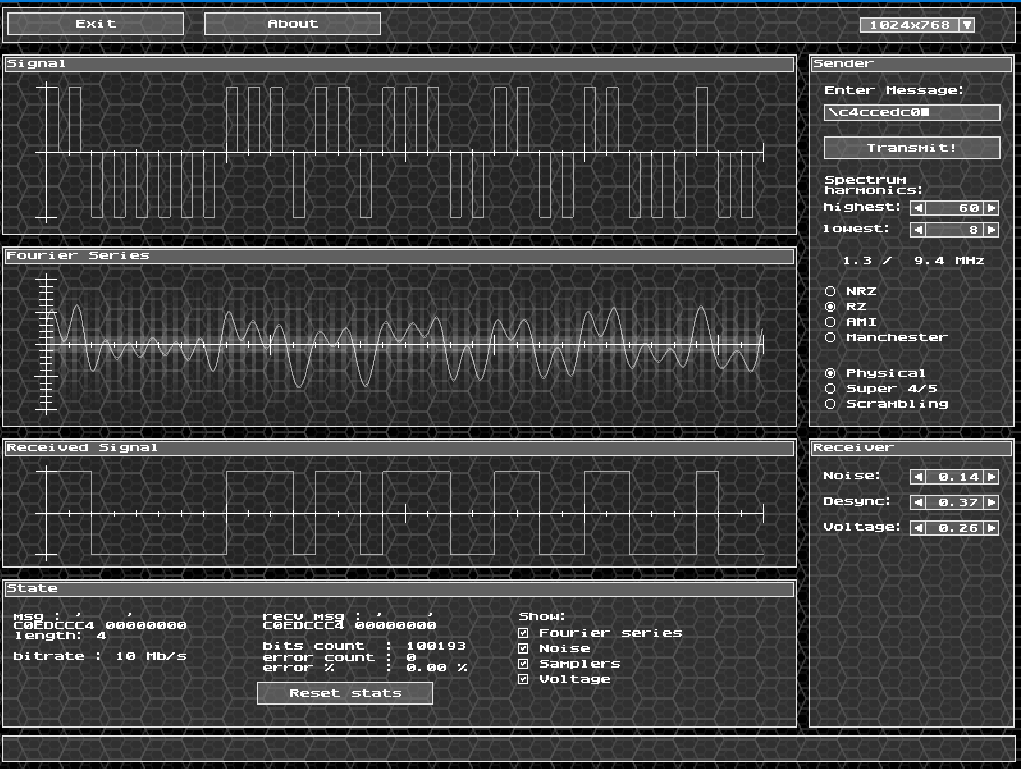 Exit
About
1024x768
Signal
Sender
Enter Message:
\c4ccedc0
Transmit!
Spectrum
harmonics:
highest: 60
lowest: 8
1.3 / 9.4 MHz
NRZ
RZ
AMI
Manchester
Physical
Super 4/5
Scrambling
Fourier Series
Received Signal
Receiver
Noise: 0.14
Desync: 0.37
Voltage: 0.26
State
msg : '    '
C0EDCCC4 00000000
length: 4
bitrate : 10 Mb/s
recv msg : '    '
C0EDCCC4 00000000
bits count : 100193
error count : 0
error % : 0.00 %
Reset stats
Show:
Fourier series
Noise
Samplers
Voltage